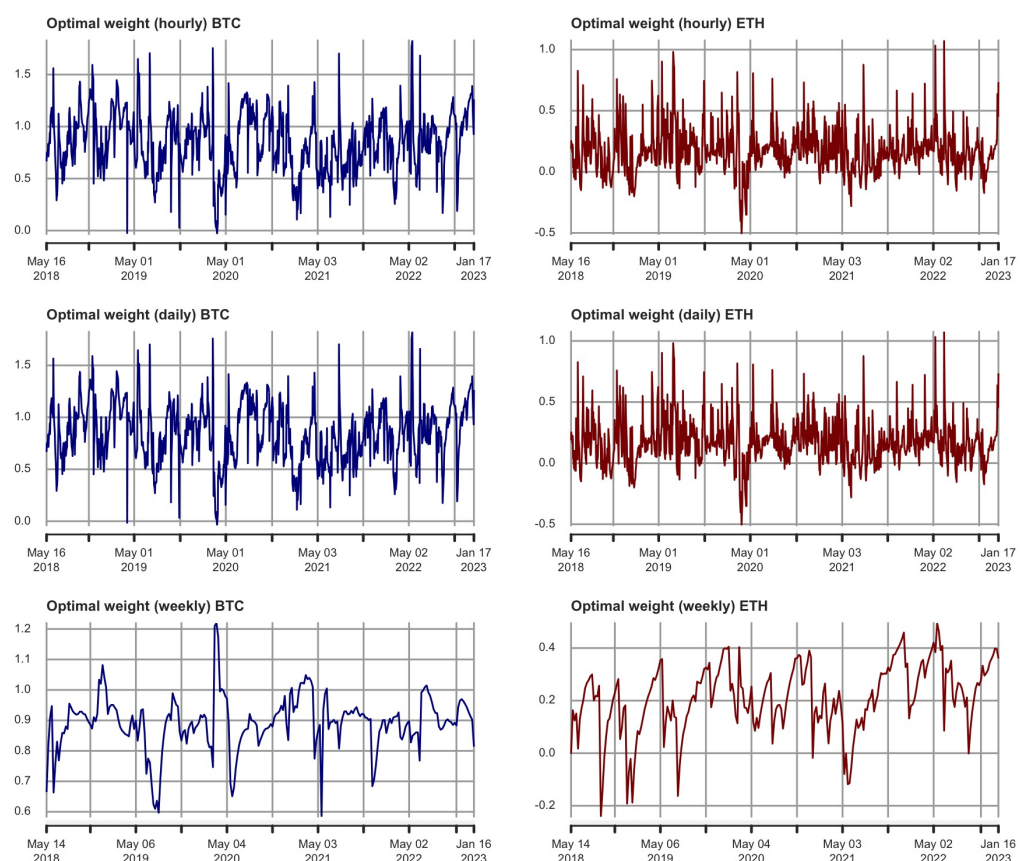 Optimal weight (hourly) BTC
1.5
1.0
0.5
0.0
May 16 May 01 May 01 May 03 May 02 Jan 17
2018 2019 2020 2021 2022 2023
Optimal weight (hourly) ETH
1.0
0.5
0.0
-0.5
May 16 May 01 May 01 May 03 May 02 Jan 17
2018 2019 2020 2021 2022 2023
Optimal weight (daily) BTC
1.5
1.0
0.5
0.0
May 16 May 01 May 01 May 03 May 02 Jan 17
2018 2019 2020 2021 2022 2023
Optimal weight (daily) ETH
1.0
0.5
0.0
-0.5
May 16 May 01 May 01 May 03 May 02 Jan 17
2018 2019 2020 2021 2022 2023
Optimal weight (weekly) BTC
1.2
1.1
1.0
0.9
0.8
0.7
0.6
May 14 May 06 May 04 May 03 May 02 Jan 16
2018 2019 2020 2021 2022 2023
Optimal weight (weekly) ETH
0.4
0.2
0.0
-0.2
May 14 May 06 May 04 May 03 May 02 Jan 16
2018 2019 2020 2021 2022 2023